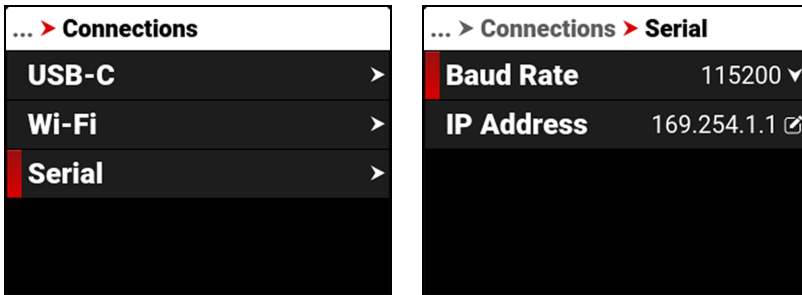 ... ➤ Connections
USB-C
Wi-Fi
Serial
... ➤ Connections ➤ Serial
Baud Rate 115200
IP Address 169.254.1.1